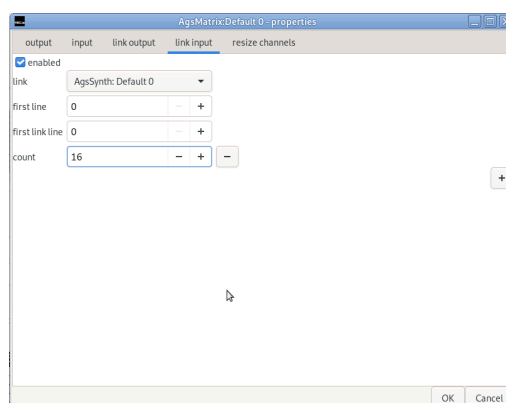 AgsMatrix:Default 0 - properties
output input link output link input resize channels
enabled
link AgsSynth: Default 0
first line 0 − +
first link line 0 − +
count 16 − + −
+
OK Cancel